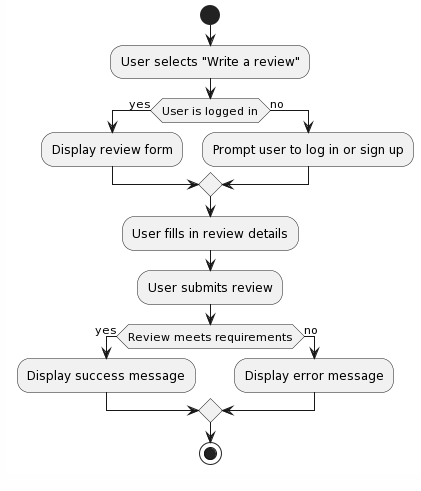 User selects "Write a review"
yes
User is logged in
no
Display review form
Prompt user to log in or sign up
User fills in review details
User submits review
yes
Review meets requirements
no
Display success message
Display error message